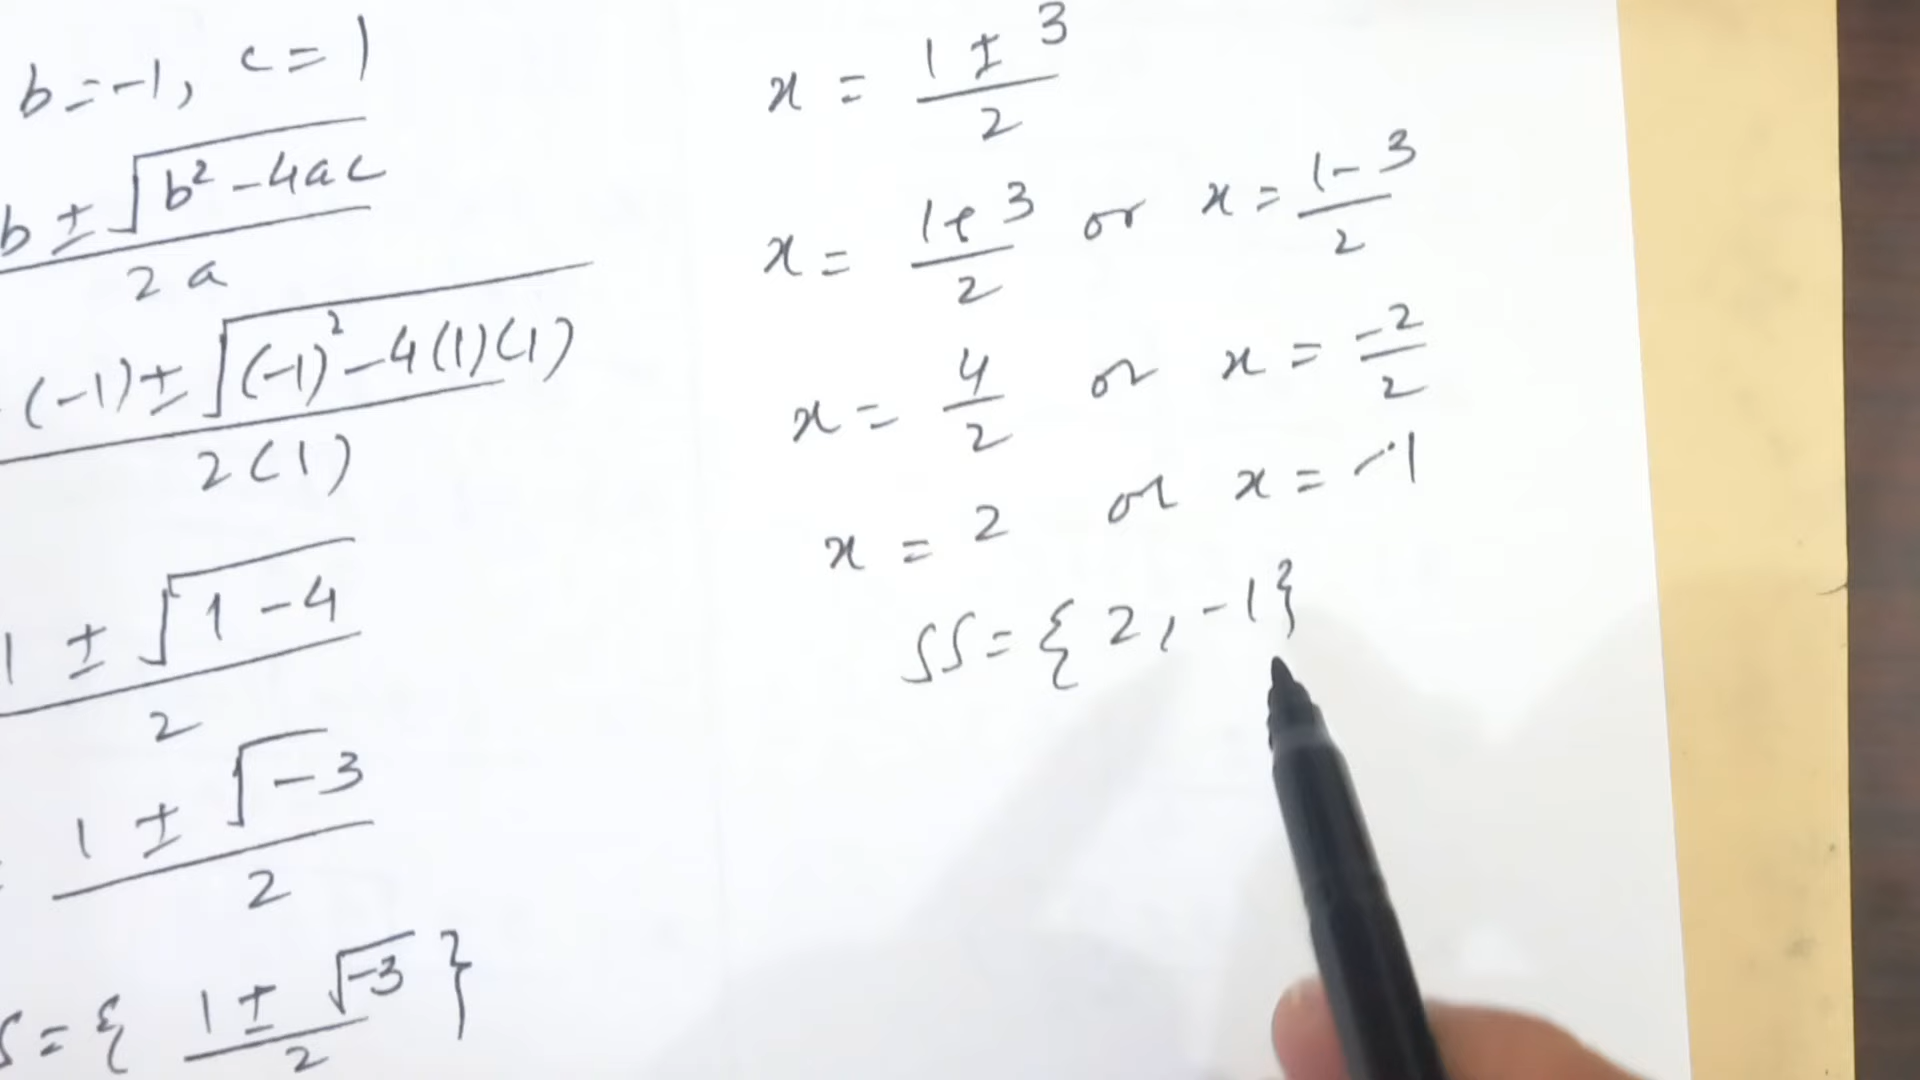 b=-1, c=1
b ± √(b² -4ac)
2a
(-1) ± √((-1)² -4(1)(1))
2(1)
1 ± √(1-4)
2
= 1 ± √-3
2
S = { 1 ± √-3 / 2 }
x = 1 ± 3 / 2
x = 1+3 / 2 or x = 1-3 / 2
x = 4/2 or x = -2/2
x = 2 or x = -1
SS = {2, -1}